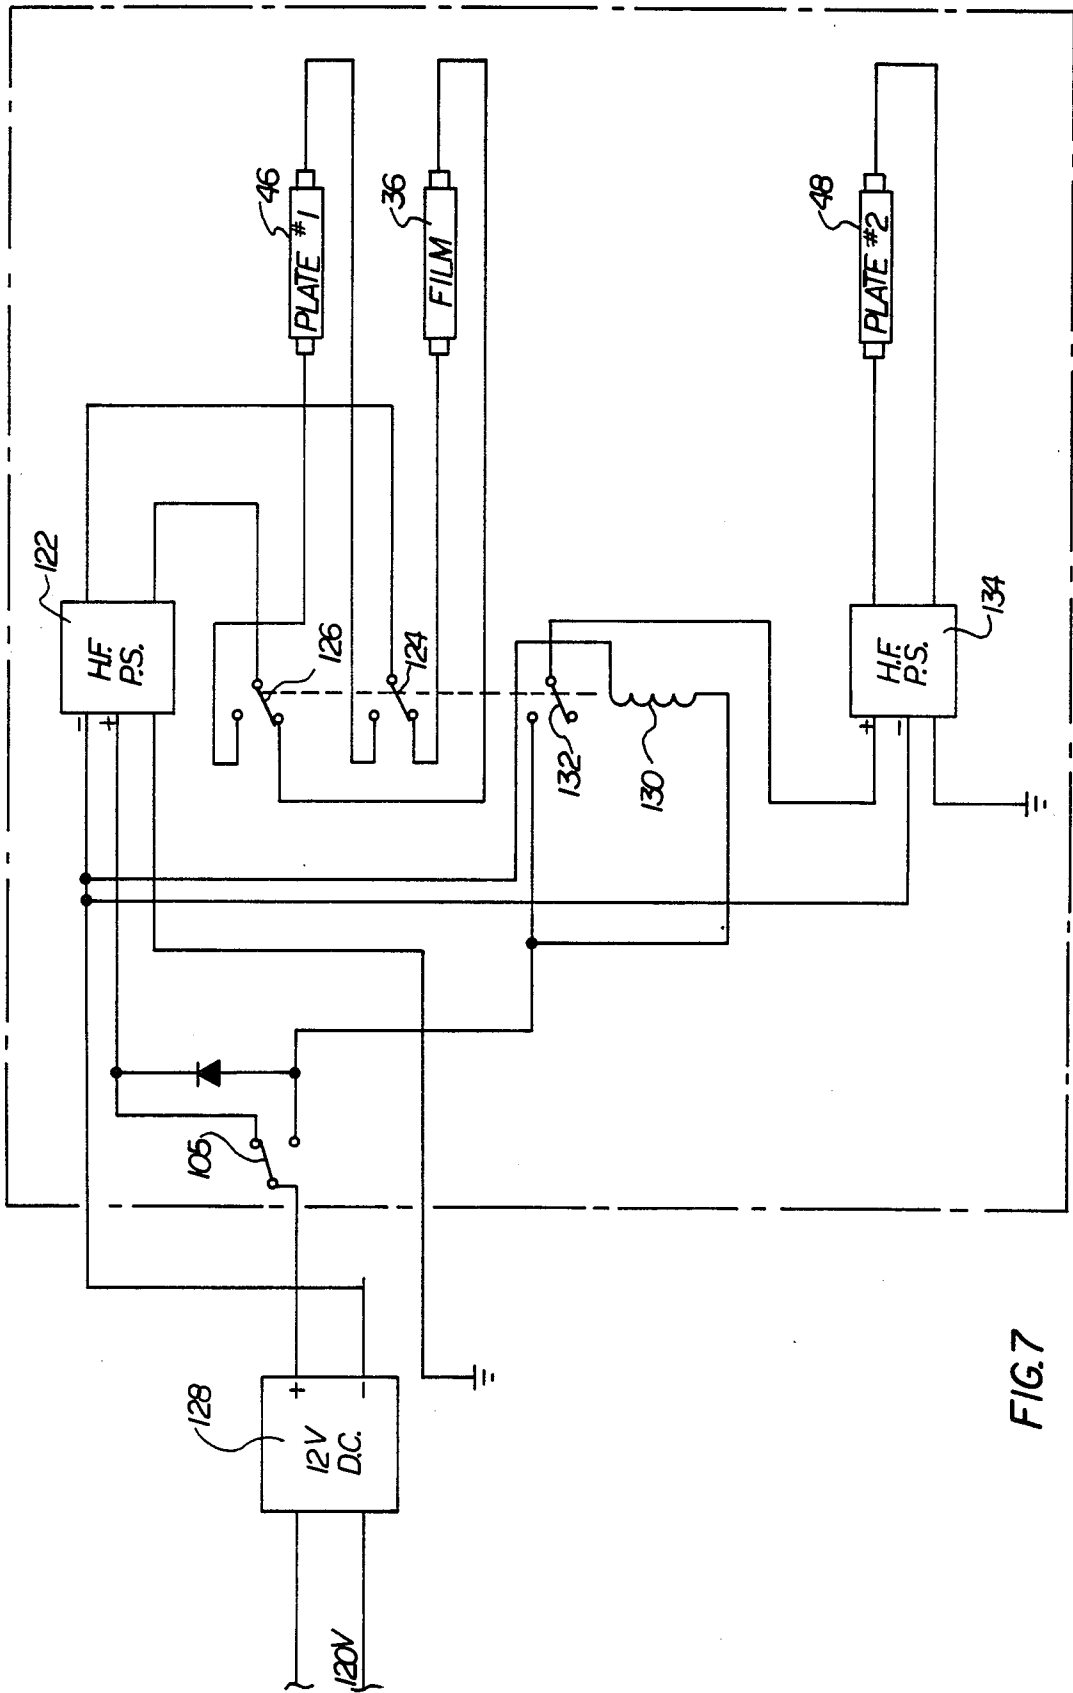 120V
128
12V
D.C.
+
−
105
122
H.F.
P.S.
−
+
126
124
132
130
46
PLATE #1
36
FILM
134
H.F.
P.S.
+
−
48
PLATE #2
FIG.7